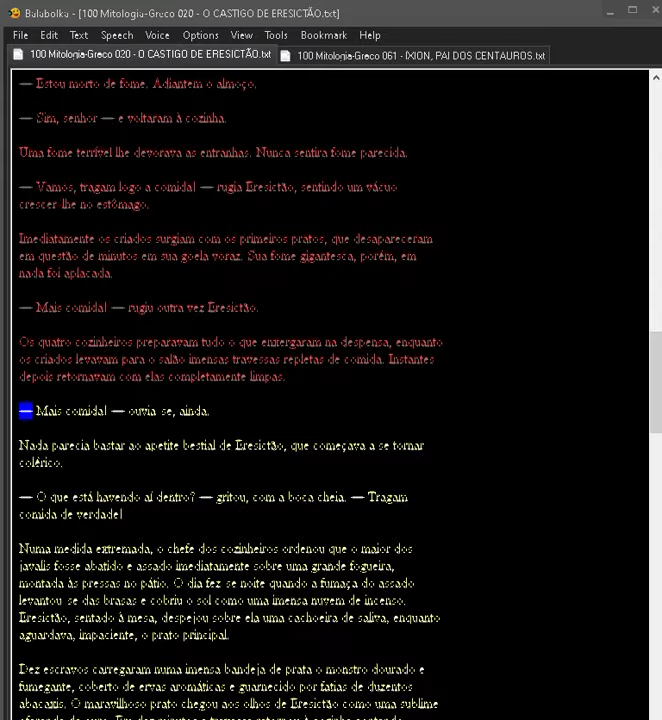 Balabolka - [100 Mitologia-Greco 020 - O CASTIGO DE ERESICTÃO.txt]
File Edit Text Speech Voice Options View Tools Bookmark Help
100 Mitologia-Greco 020 - O CASTIGO DE ERESICTÃO.txt 100 Mitologia-Greco 061 - IXION, PAI DOS CENTAUROS.txt
— Estou morto de fome. Adiantem o almoço.
— Sim, senhor — e voltaram à cozinha.
Uma fome terrível lhe devorava as entranhas. Nunca sentira fome parecida.
— Vamos, tragam logo a comida! — rugia Eresictão, sentindo um vácuo
crescer-lhe no estômago.
Imediatamente os criados surgiam com os primeiros pratos, que desapareceram
em questão de minutos em sua goela voraz. Sua fome gigantesca, porém, em
nada foi aplacada.
— Mais comida! — rugiu outra vez Eresictão.
Os quatro cozinheiros preparavam tudo o que enxergaram na despensa, enquanto
os criados levavam para o salão imensas travessas repletas de comida. Instantes
depois retornavam com elas completamente limpas.
— Mais comida! — ouvia-se, ainda.
Nada parecia bastar ao apetite bestial de Eresictão, que começava a se tornar
colérico.
— O que está havendo aí dentro? — gritou, com a boca cheia. — Tragam
comida de verdade!
Numa medida extremada, o chefe dos cozinheiros ordenou que o maior dos
javalis fosse abatido e assado imediatamente sobre uma grande fogueira,
montada às pressas no pátio. O dia fez-se noite quando a fumaça do assado
levantou-se das brasas e cobriu o sol como uma imensa nuvem de incenso.
Eresictão, sentado à mesa, despejou sobre ela uma cachoeira de saliva, enquanto
aguardava, impaciente, o prato principal.
Dez escravos carregaram numa imensa bandeja de prata o monstro dourado e
fumegante, coberto de ervas aromáticas e guarnecido por fatias de duzentos
abacaxis. O maravilhoso prato chegou aos olhos de Eresictão como uma sublime